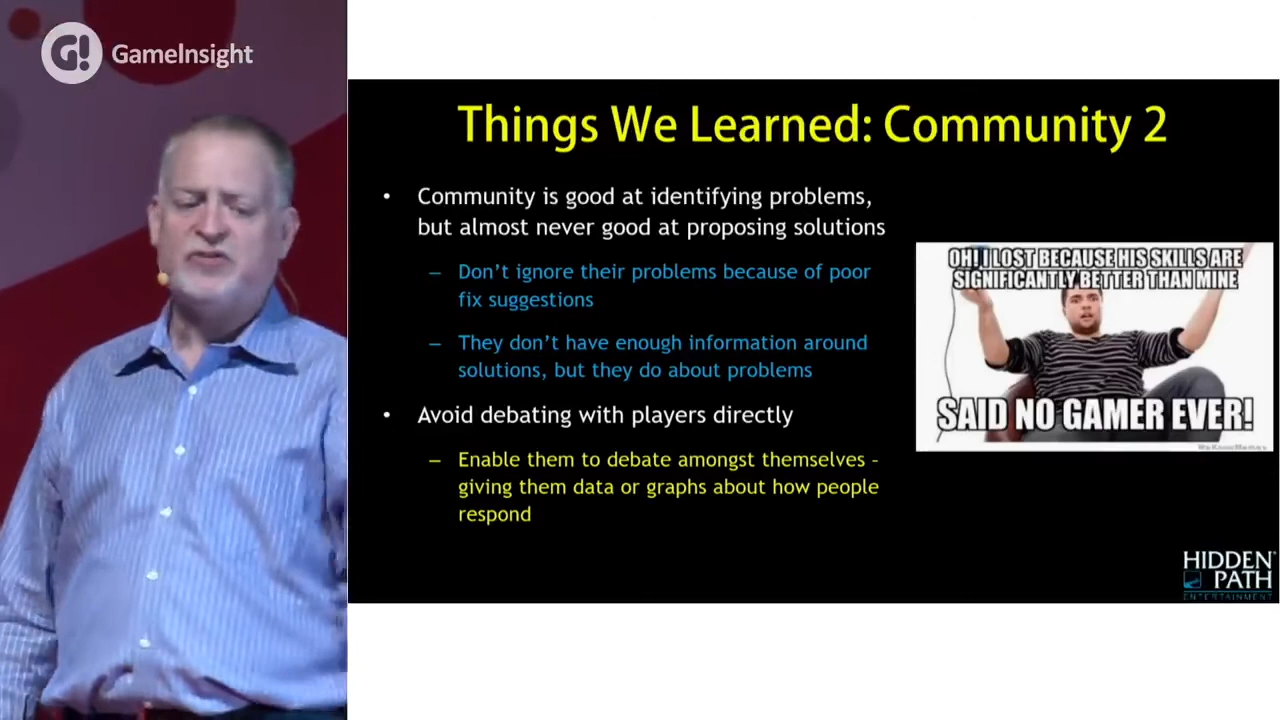 GameInsight
Things We Learned: Community 2
• Community is good at identifying problems,
but almost never good at proposing solutions
– Don't ignore their problems because of poor
fix suggestions
– They don't have enough information around
solutions, but they do about problems
• Avoid debating with players directly
– Enable them to debate amongst themselves –
giving them data or graphs about how people
respond
OH! I LOST BECAUSE HIS SKILLS ARE
SIGNIFICANTLY BETTER THAN MINE
SAID NO GAMER EVER!
HIDDEN
PATH
ENTERTAINMENT